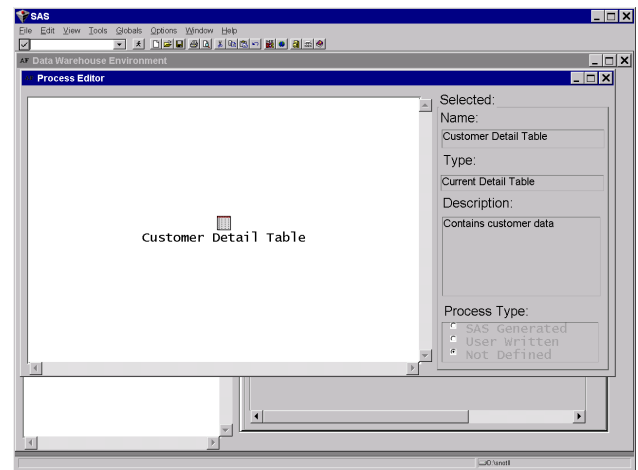 SAS
File Edit View Tools Globals Options Window Help
Data Warehouse Environment
Process Editor
Selected:
Name:
Customer Detail Table
Type:
Current Detail Table
Description:
Contains customer data
Customer Detail Table
Process Type:
SAS Generated
User Written
Not Defined